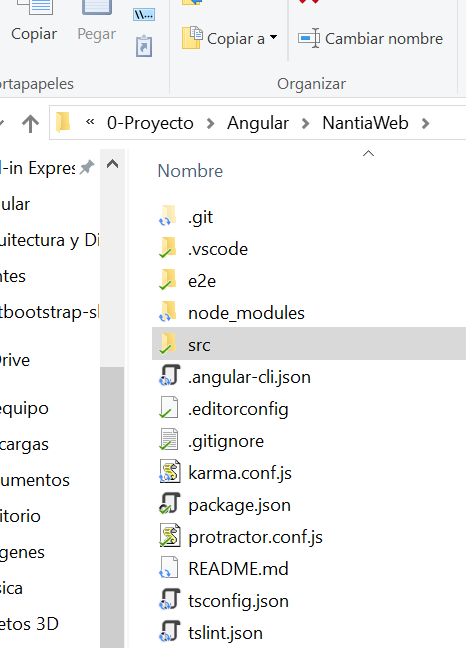 Copiar
Pegar
Copiar a
Cambiar nombre
rtapapeles
Organizar
« 0-Proyecto > Angular > NantiaWeb >
Nombre
d-in Expres
ular
uitectura y Di
ntes
tbootstrap-sl
Drive
equipo
cargas
umentos
itorio
ágenes
sica
etos 3D
.git
.vscode
e2e
node_modules
src
.angular-cli.json
.editorconfig
.gitignore
karma.conf.js
package.json
protractor.conf.js
README.md
tsconfig.json
tslint.json